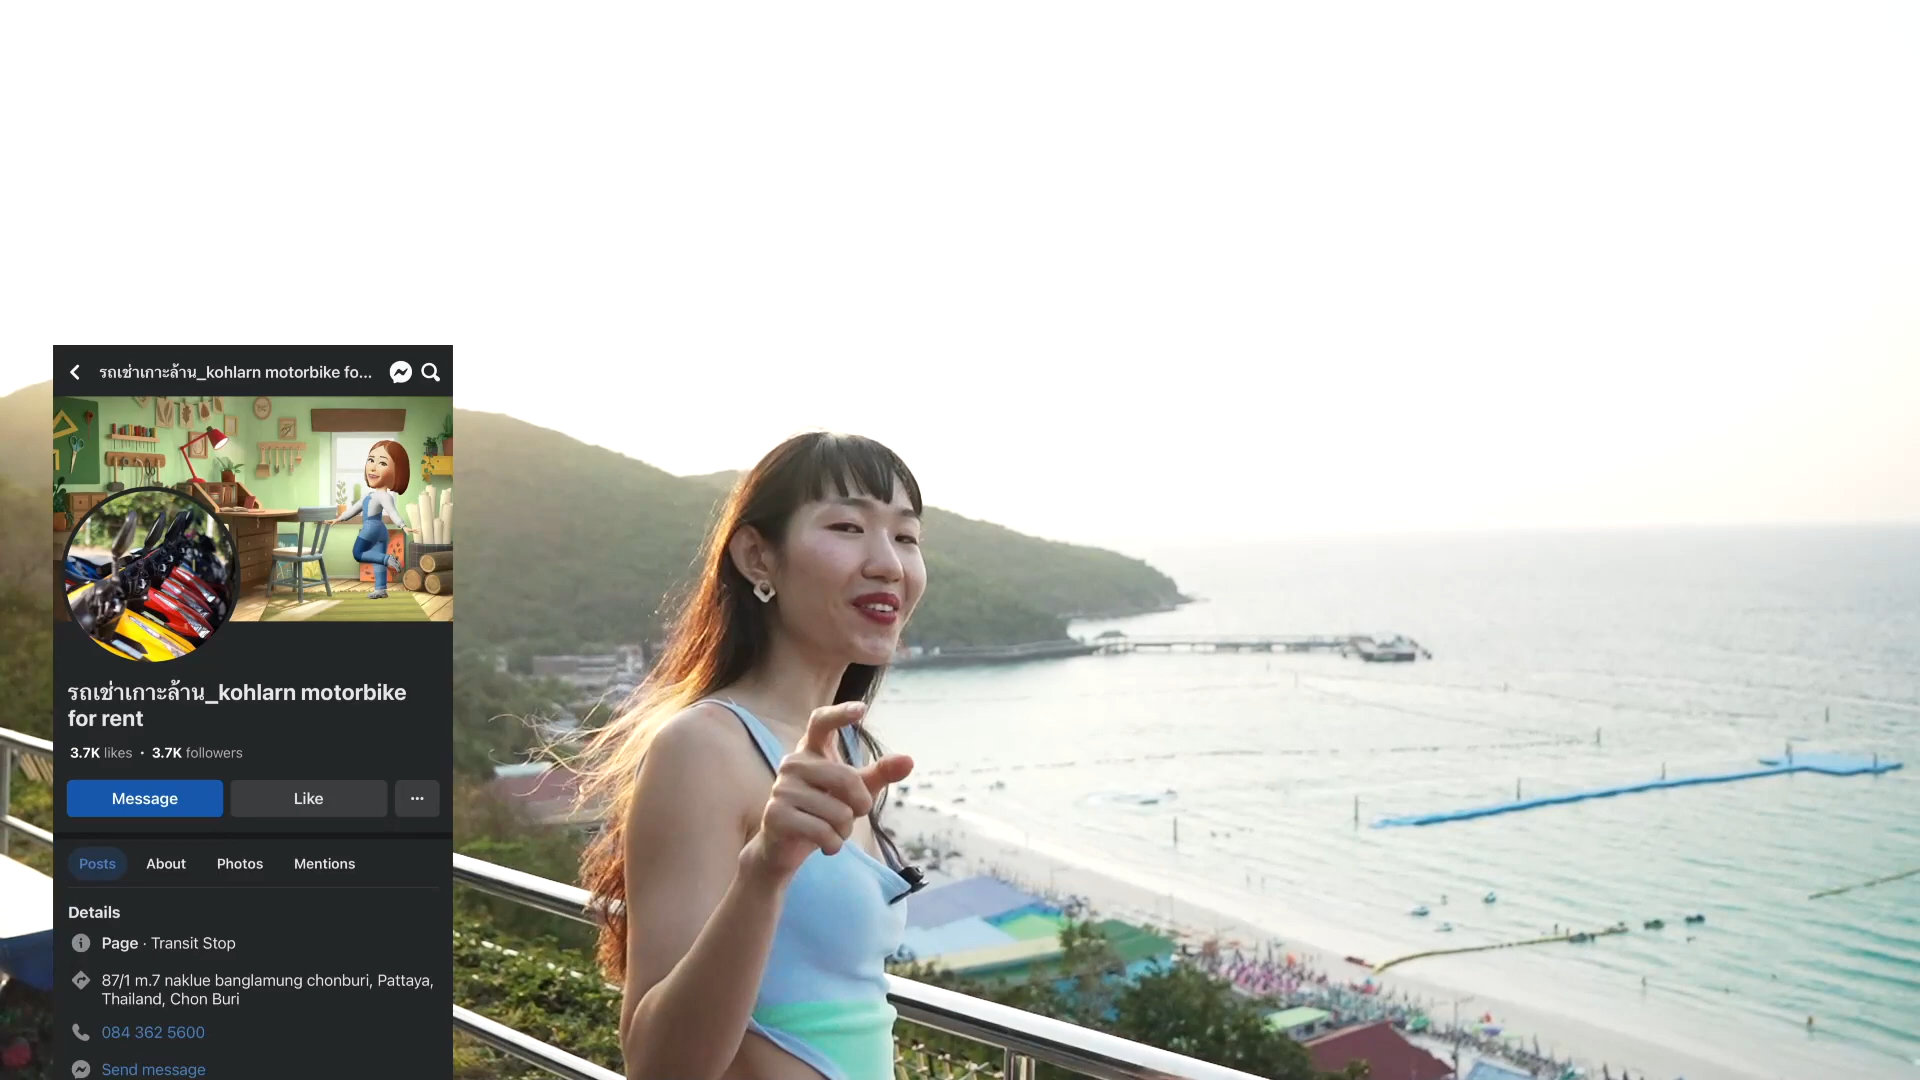 รถเช่าเกาะล้าน_kohlarn motorbike fo...
รถเช่าเกาะล้าน_kohlarn motorbike
for rent
3.7K likes · 3.7K followers
Message
Like
Posts
About
Photos
Mentions
Details
Page · Transit Stop
87/1 m.7 naklue banglamung chonburi, Pattaya,
Thailand, Chon Buri
084 362 5600
Send message